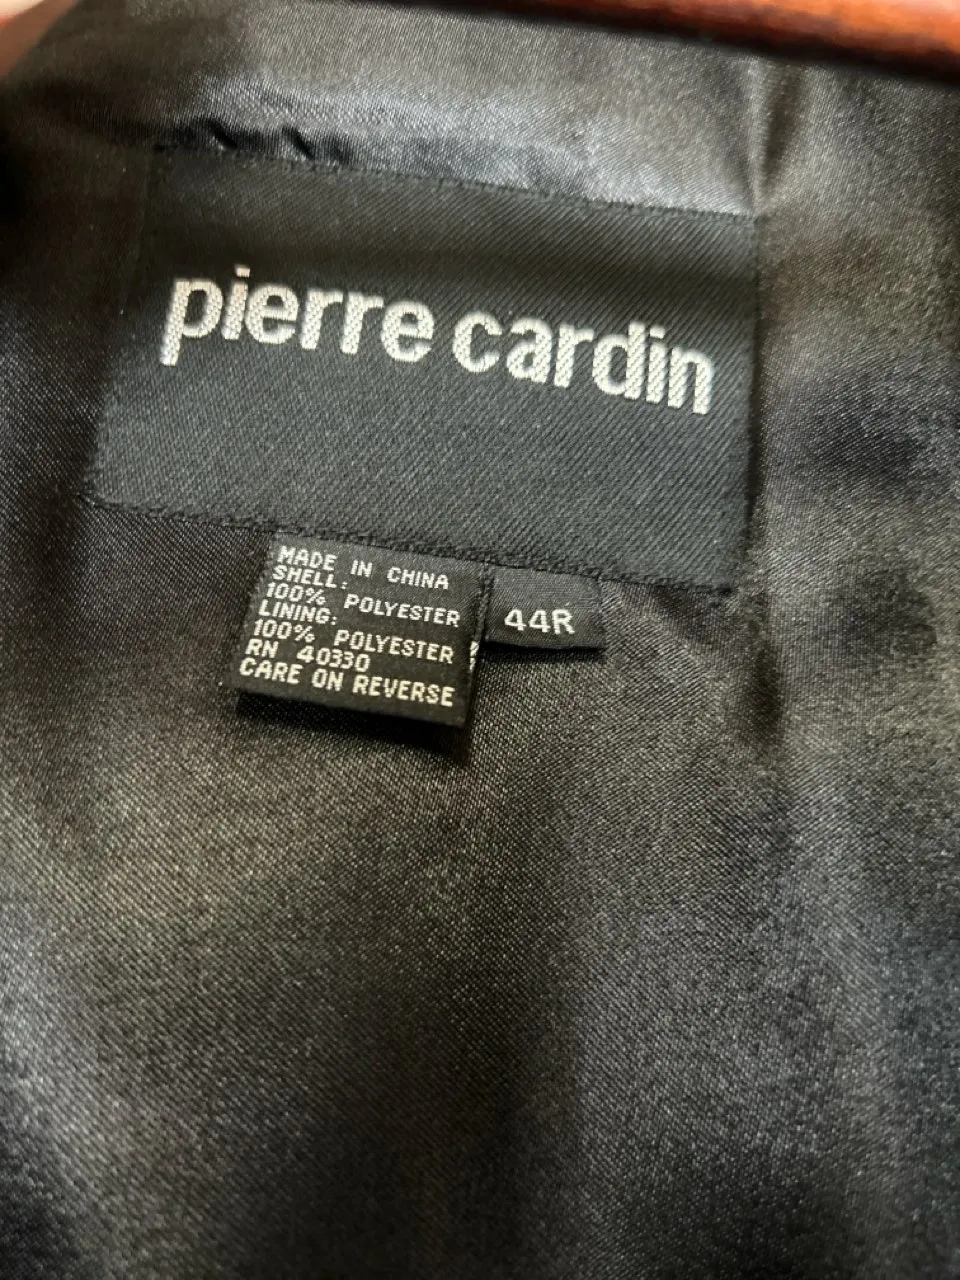 pierre cardin
MADE IN CHINA
SHELL:
100% POLYESTER
LINING:
100% POLYESTER
RN 40330
CARE ON REVERSE
44R